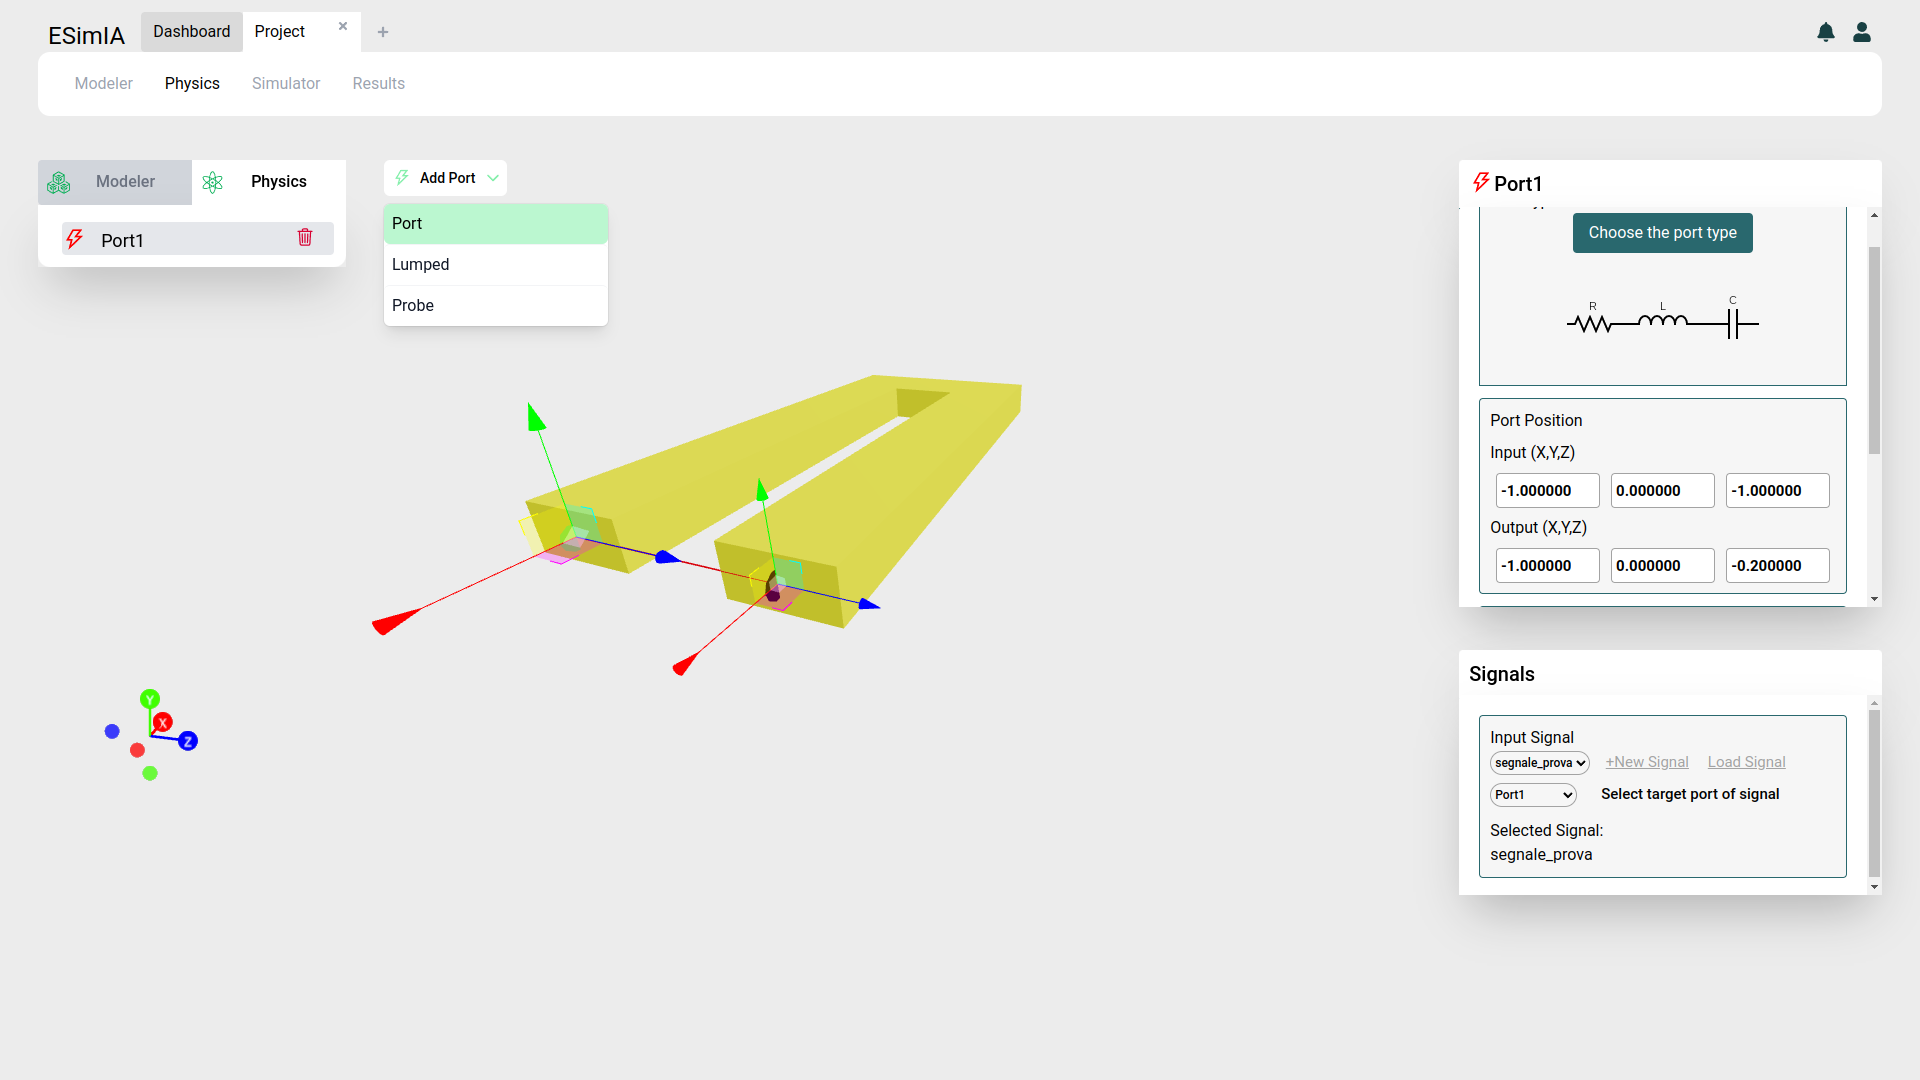 ESimIA
Dashboard
Project
×
+
Modeler
Physics
Simulator
Results
Modeler
Physics
Port1
Add Port
Port
Lumped
Probe
Y
X
Z
Port1
Choose the port type
R
L
C
Port Position
Input (X,Y,Z)
-1.000000
0.000000
-1.000000
Output (X,Y,Z)
-1.000000
0.000000
-0.200000
Signals
Input Signal
segnale_prova
+New Signal
Load Signal
Port1
Select target port of signal
Selected Signal:
segnale_prova